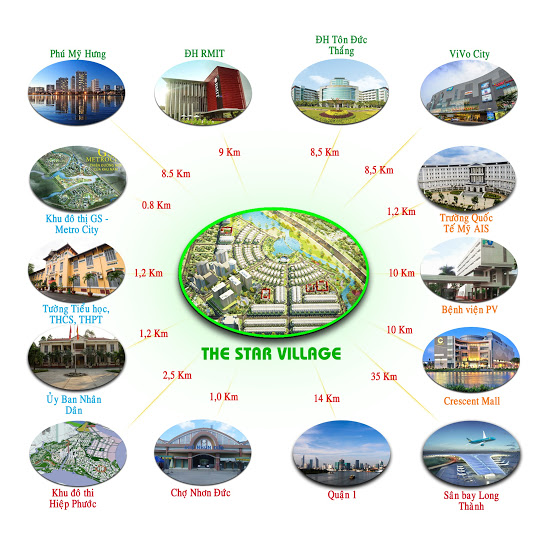 Phú Mỹ Hưng
ĐH RMIT
ĐH Tôn Đức
Thắng
ViVo City
9 Km
8,5 Km
8.5 Km
8,5 Km
METROCITY
0.8 Km
1,2 Km
Khu đô thị GS -
Metro City
Trường Quốc
Tế Mỹ AIS
1,2 Km
10 Km
Tường Tiểu học,
THCS, THPT
Bệnh viện PV
1,2 Km
10 Km
THE STAR VILLAGE
Ủy Ban Nhân
Dân
2,5 Km
35 Km
Crescent Mall
1,0 Km
14 Km
Khu đô thi
Hiệp Phước
Chợ Nhơn Đức
Quận 1
Sân bay Long
Thành